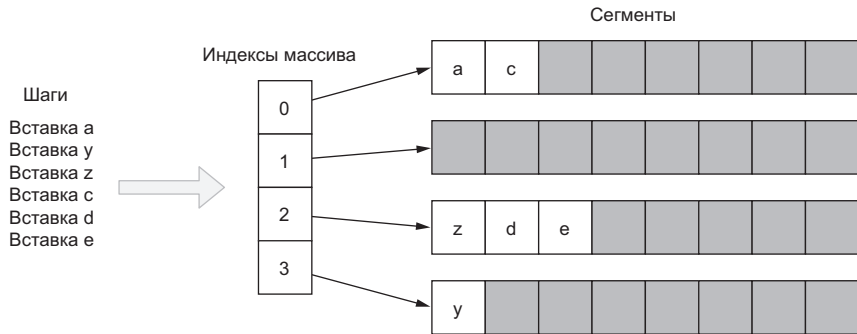 Сегменты
Индексы массива
Шаги
Вставка a
Вставка y
Вставка z
Вставка c
Вставка d
Вставка e
0
1
2
3
a c
z d e
y